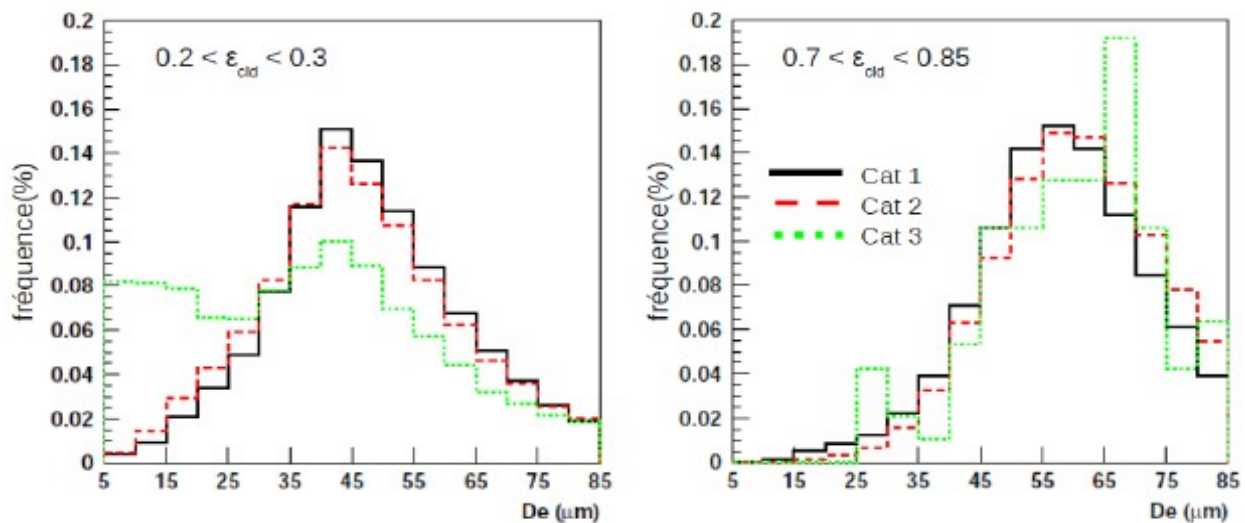 0.2
0.18
0.16
0.14
0.12
0.1
0.08
0.06
0.04
0.02
0
fréquence(%)
0.2 < ε_cld < 0.3
5 15 25 35 45 55 65 75 85
De (μm)
0.2
0.18
0.16
0.14
0.12
0.1
0.08
0.06
0.04
0.02
0
fréquence(%)
0.7 < ε_cld < 0.85
Cat 1
Cat 2
Cat 3
5 15 25 35 45 55 65 75 85
De (μm)